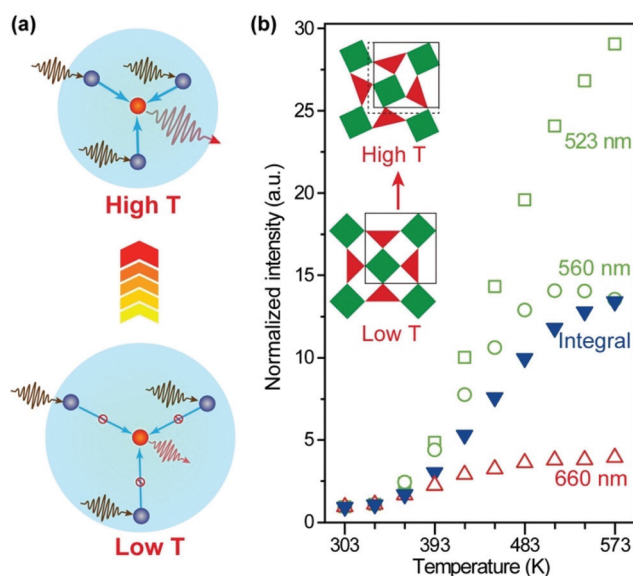 (a)
High T
Low T
(b)
Normalized intensity (a.u.)
30
25
20
15
10
5
0
High T
Low T
523 nm
560 nm
Integral
660 nm
303 393 483 573
Temperature (K)